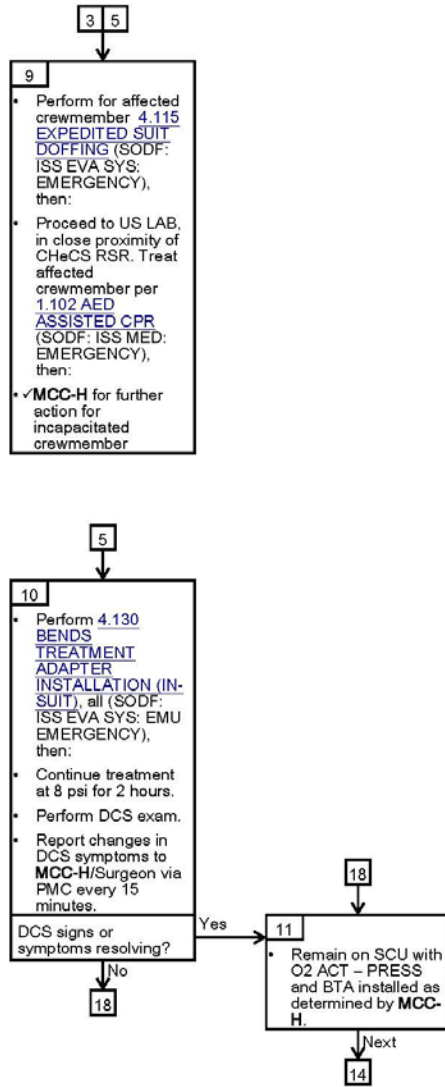 3 5
9
• Perform for affected
crewmember 4.115
EXPEDITED SUIT
DOFFING (SODF:
ISS EVA SYS:
EMERGENCY),
then:
• Proceed to US LAB,
in close proximity of
CHeCS RSR. Treat
affected
crewmember per
1.102 AED
ASSISTED CPR
(SODF: ISS MED:
EMERGENCY),
then:
• ✓MCC-H for further
action for
incapacitated
crewmember
5
10
• Perform 4.130
BENDS
TREATMENT
ADAPTER
INSTALLATION (IN-
SUIT), all (SODF:
ISS EVA SYS: EMU
EMERGENCY),
then:
• Continue treatment
at 8 psi for 2 hours.
• Perform DCS exam.
• Report changes in
DCS symptoms to
MCC-H/Surgeon via
PMC every 15
minutes.
DCS signs or
symptoms resolving?
Yes
No
18
18
11
• Remain on SCU with
O2 ACT – PRESS
and BTA installed as
determined by MCC-
H.
Next
14